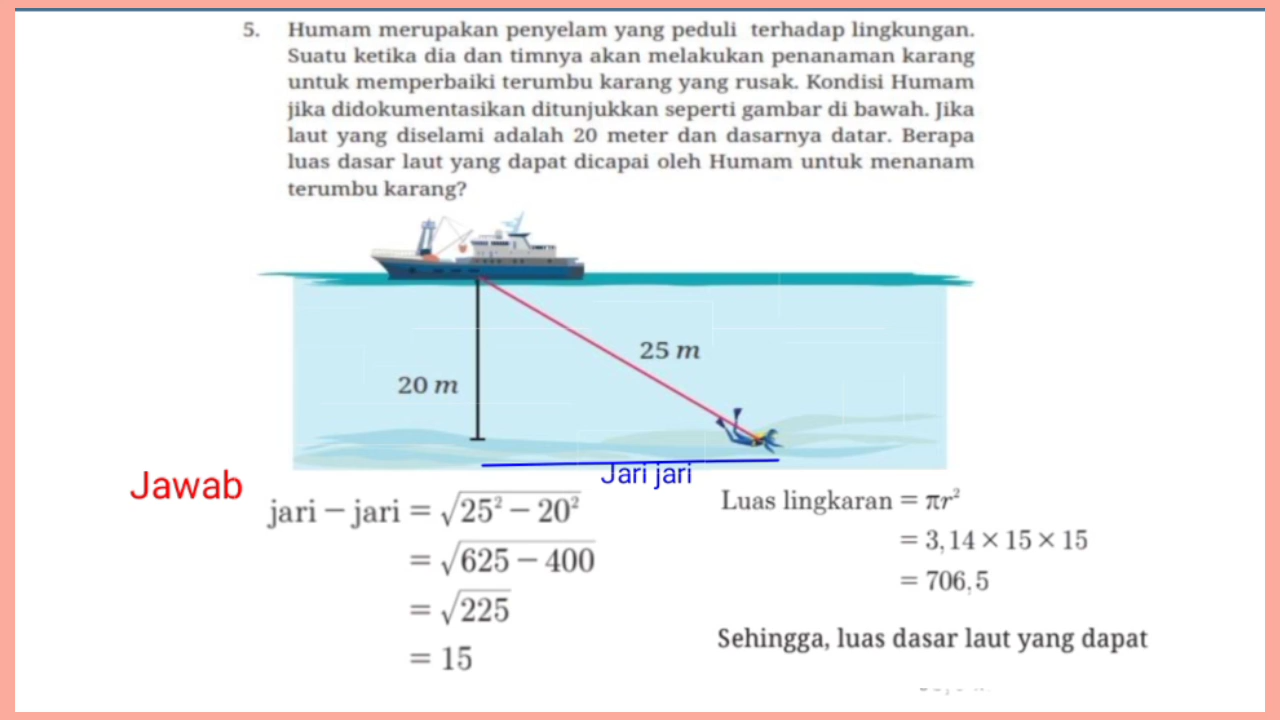 5. Humam merupakan penyelam yang peduli terhadap lingkungan.
Suatu ketika dia dan timnya akan melakukan penanaman karang
untuk memperbaiki terumbu karang yang rusak. Kondisi Humam
jika didokumentasikan ditunjukkan seperti gambar di bawah. Jika
laut yang diselami adalah 20 meter dan dasarnya datar. Berapa
luas dasar laut yang dapat dicapai oleh Humam untuk menanam
terumbu karang?
25 m
20 m
Jari jari
Jawab
jari – jari = √25² – 20²
= √625 – 400
= √225
= 15
Luas lingkaran = πr²
= 3,14 × 15 × 15
= 706,5
Sehingga, luas dasar laut yang dapat